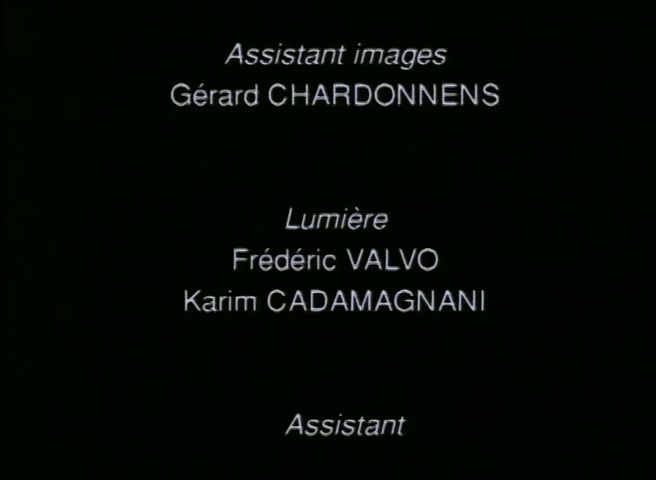 Assistant images
Gérard CHARDONNENS
Lumière
Frédéric VALVO
Karim CADAMAGNANI
Assistant